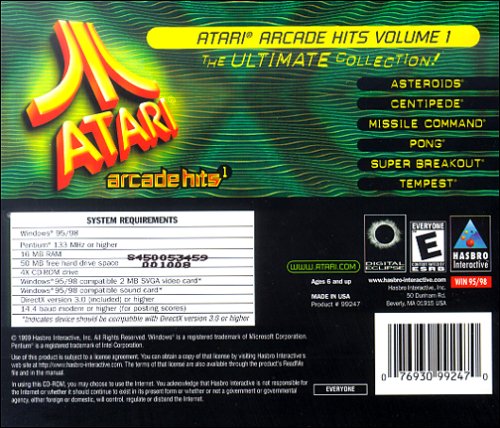 ATARI® ARCADE HITS VOLUME 1
THE ULTIMATE COLLECTION!
ATARI®
arcade hits 1
ASTEROIDS®
CENTIPEDE®
MISSILE COMMAND®
PONG®
SUPER BREAKOUT®
TEMPEST®
SYSTEM REQUIREMENTS
Windows® 95/98
Pentium® 133 MHz or higher
16 MB RAM
50 MB free hard drive space
4X CD-ROM drive
Windows® 95/98 compatible 2 MB SVGA video card*
Windows® 95/98 compatible sound card*
DirectX version 3.0 (included) or higher
14.4 baud modem or higher (for posting scores)
*Indicates device should be compatible with DirectX version 3.0 or higher
8450053459
001008
WWW.ATARI.COM
Ages 6 and up
MADE IN USA
Product # 99247
DIGITAL
ECLIPSE
EVERYONE
E
CONTENT RATED BY
ESRB
HASBRO
Interactive
WIN 95/98
www.hasbro-interactive.com
Hasbro Interactive, Inc.
50 Dunham Rd.
Beverly, MA 01915 USA
© 1999 Hasbro Interactive, Inc. All Rights Reserved. Windows® is a registered trademark of Microsoft Corporation.
Pentium® is a registered trademark of Intel Corporation.
Use of this product is subject to a license agreement. You can obtain a copy of that license by visiting Hasbro Interactive's
web site at http://www.hasbro-interactive.com. The terms of that license are also available through the product's ReadMe
file and in the manual.
In using this CD-ROM, you may choose to use the Internet. You acknowledge that Hasbro Interactive is not responsible for
the Internet or whether it should continue to exist in its present form or whether or not a government or governmental
agency, either foreign or domestic, will control, regulate or disband the Internet.
EVERYONE
0 76930 99247 0